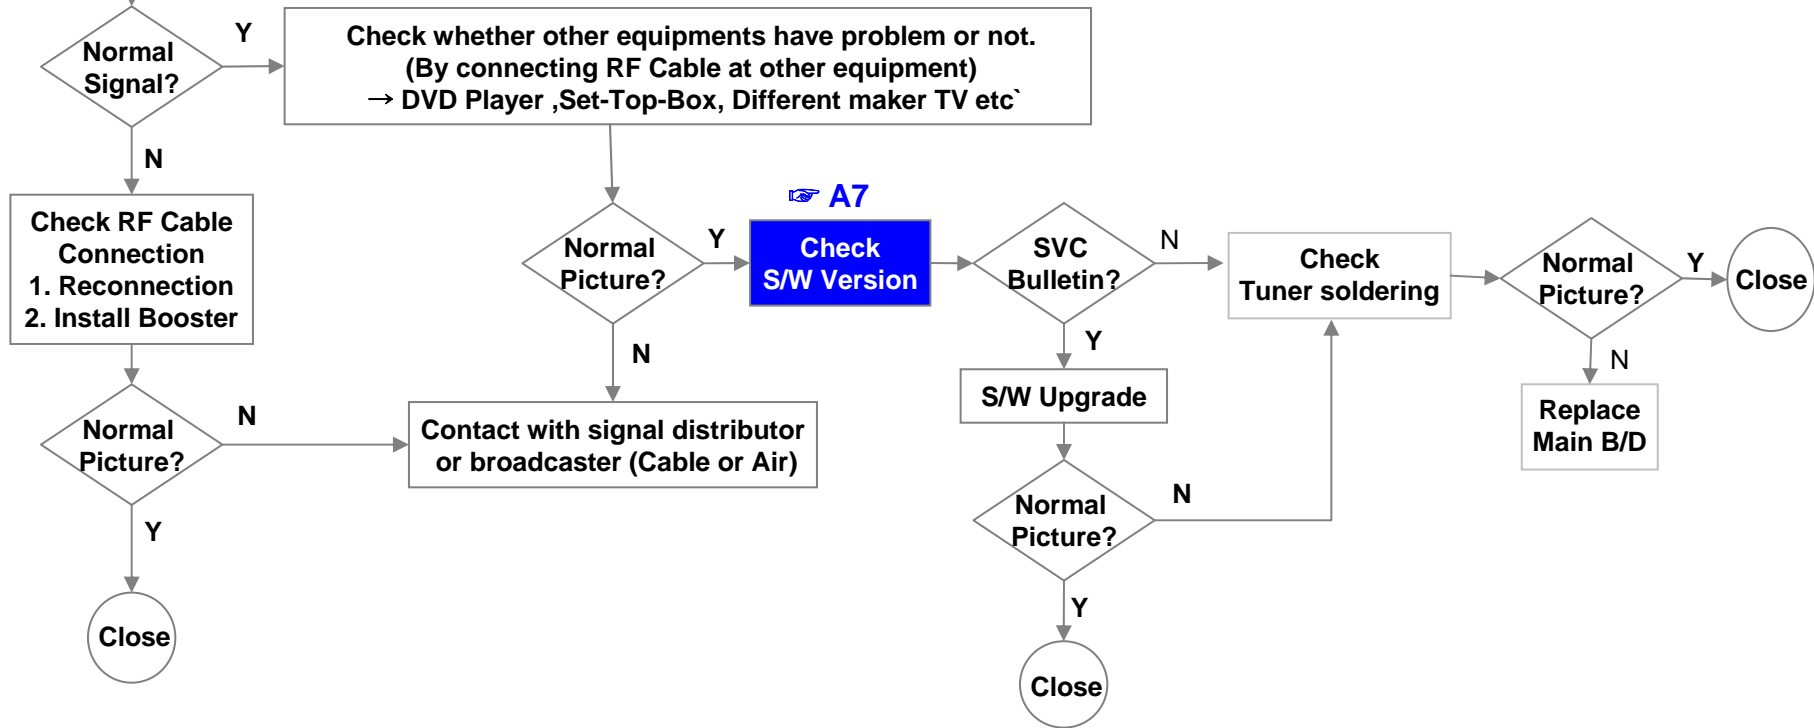 Normal
Signal?
Y
Check whether other equipments have problem or not.
(By connecting RF Cable at other equipment)
→ DVD Player ,Set-Top-Box, Different maker TV etc`
N
Check RF Cable
Connection
1. Reconnection
2. Install Booster
Normal
Picture?
N
Y
Close
Normal
Picture?
Y
N
Contact with signal distributor
or broadcaster (Cable or Air)
☞ A7
Check
S/W Version
SVC
Bulletin?
N
Y
S/W Upgrade
Normal
Picture?
N
Y
Close
Check
Tuner soldering
Normal
Picture?
Y
Close
N
Replace
Main B/D